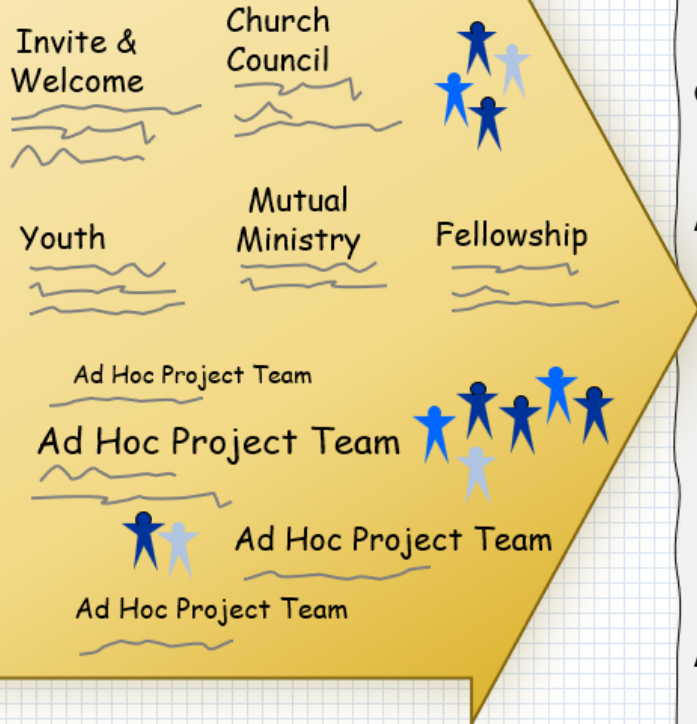 Invite &
Welcome
Church
Council
Youth
Mutual
Ministry
Fellowship
Ad Hoc Project Team
Ad Hoc Project Team
Ad Hoc Project Team
Ad Hoc Project Team